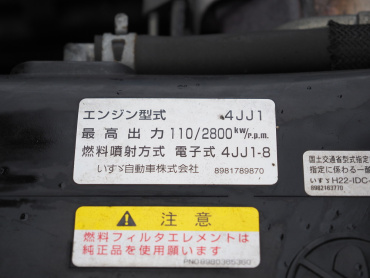 エンジン型式 4JJ1
最高出力 110/2800kW/r.p.m.
燃料噴射方式 電子式 4JJ1-8
いすゞ自動車株式会社 8981789870
国土交通省型式指定
指定に係わる一般
いすゞH22-IDC-
8982163770
注意
燃料フィルタエレメントは
純正品を使用願います